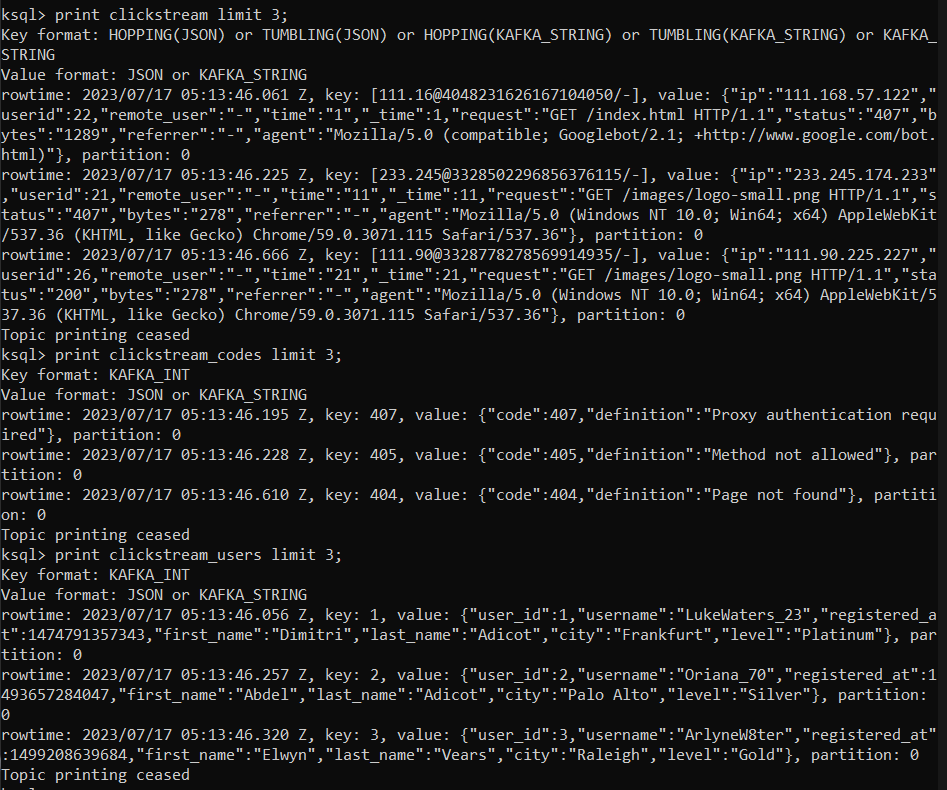 ksql> print clickstream limit 3;
Key format: HOPPING(JSON) or TUMBLING(JSON) or HOPPING(KAFKA_STRING) or TUMBLING(KAFKA_STRING) or KAFKA_
STRING
Value format: JSON or KAFKA_STRING
rowtime: 2023/07/17 05:13:46.061 Z, key: [111.16@4048231626167104050/-], value: {"ip":"111.168.57.122","
userid":22,"remote_user":"-","time":"1","_time":1,"request":"GET /index.html HTTP/1.1","status":"407","b
ytes":"1289","referrer":"-","agent":"Mozilla/5.0 (compatible; Googlebot/2.1; +http://www.google.com/bot.
html)"}, partition: 0
rowtime: 2023/07/17 05:13:46.225 Z, key: [233.245@3328502296856376115/-], value: {"ip":"233.245.174.233"
,"userid":21,"remote_user":"-","time":"11","_time":11,"request":"GET /images/logo-small.png HTTP/1.1","s
tatus":"407","bytes":"278","referrer":"-","agent":"Mozilla/5.0 (Windows NT 10.0; Win64; x64) AppleWebKit
/537.36 (KHTML, like Gecko) Chrome/59.0.3071.115 Safari/537.36"}, partition: 0
rowtime: 2023/07/17 05:13:46.666 Z, key: [111.90@3328778278569914935/-], value: {"ip":"111.90.225.227","
userid":26,"remote_user":"-","time":"21","_time":21,"request":"GET /images/logo-small.png HTTP/1.1","sta
tus":"200","bytes":"278","referrer":"-","agent":"Mozilla/5.0 (Windows NT 10.0; Win64; x64) AppleWebKit/5
37.36 (KHTML, like Gecko) Chrome/59.0.3071.115 Safari/537.36"}, partition: 0
Topic printing ceased
ksql> print clickstream_codes limit 3;
Key format: KAFKA_INT
Value format: JSON or KAFKA_STRING
rowtime: 2023/07/17 05:13:46.195 Z, key: 407, value: {"code":407,"definition":"Proxy authentication requ
ired"}, partition: 0
rowtime: 2023/07/17 05:13:46.228 Z, key: 405, value: {"code":405,"definition":"Method not allowed"}, par
tition: 0
rowtime: 2023/07/17 05:13:46.610 Z, key: 404, value: {"code":404,"definition":"Page not found"}, partiti
on: 0
Topic printing ceased
ksql> print clickstream_users limit 3;
Key format: KAFKA_INT
Value format: JSON or KAFKA_STRING
rowtime: 2023/07/17 05:13:46.056 Z, key: 1, value: {"user_id":1,"username":"LukeWaters_23","registered_a
t":1474791357343,"first_name":"Dimitri","last_name":"Adicot","city":"Frankfurt","level":"Platinum"}, par
tition: 0
rowtime: 2023/07/17 05:13:46.257 Z, key: 2, value: {"user_id":2,"username":"Oriana_70","registered_at":1
493657284047,"first_name":"Abdel","last_name":"Adicot","city":"Palo Alto","level":"Silver"}, partition:
0
rowtime: 2023/07/17 05:13:46.320 Z, key: 3, value: {"user_id":3,"username":"ArlyneW8ter","registered_at"
:1499208639684,"first_name":"Elwyn","last_name":"Vears","city":"Raleigh","level":"Gold"}, partition: 0
Topic printing ceased